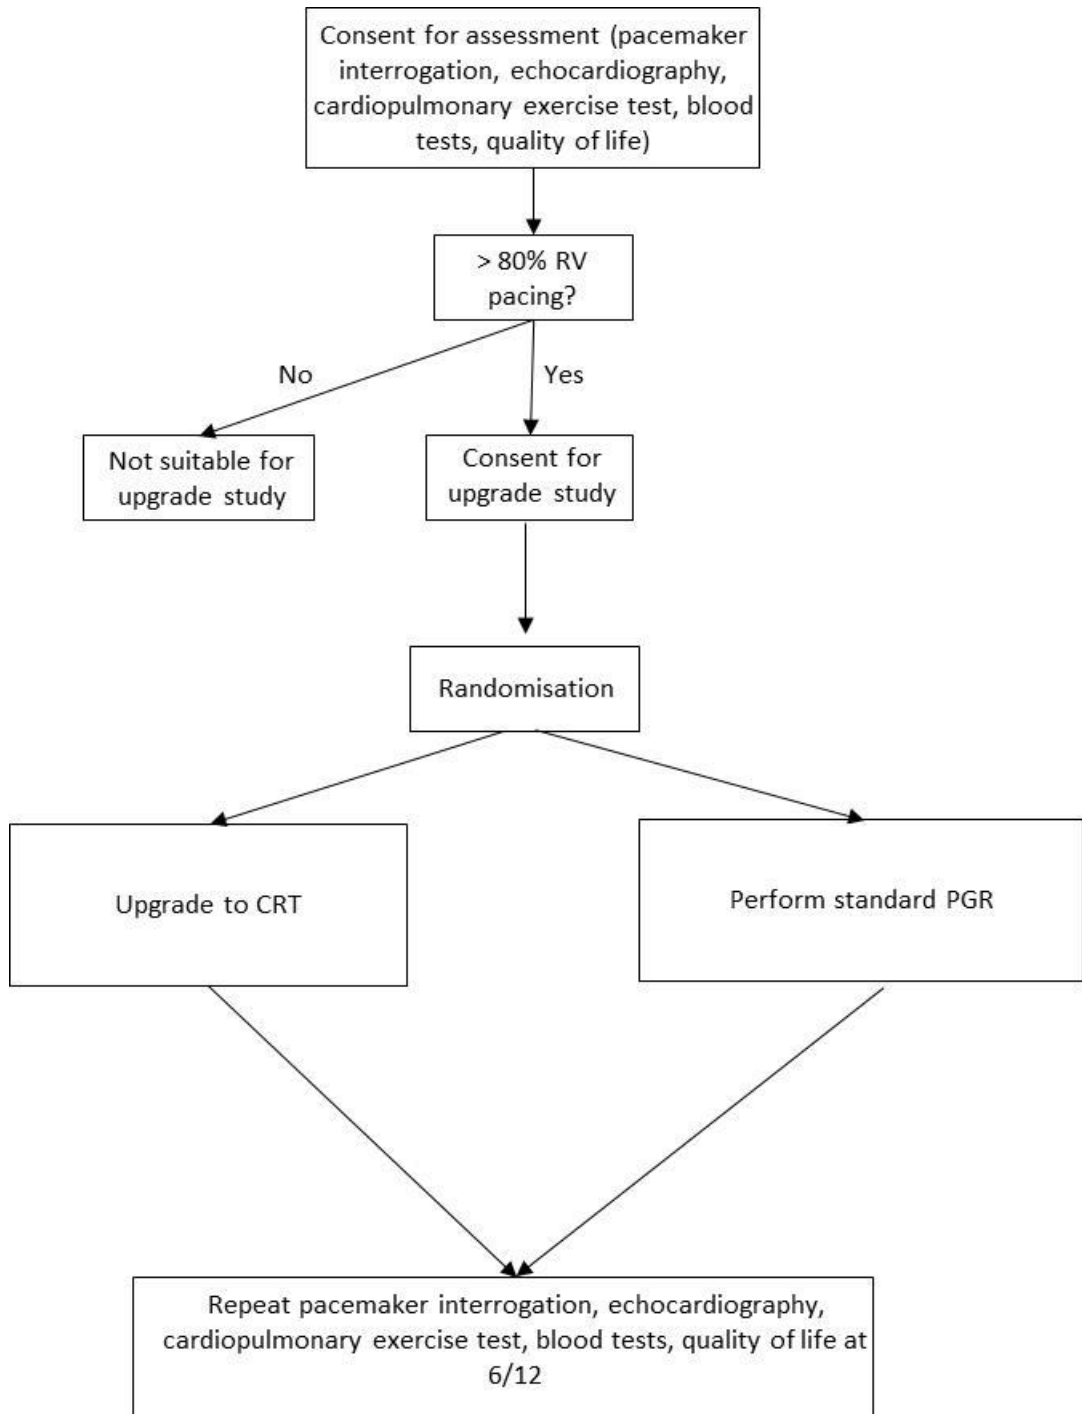 Consent for assessment (pacemaker
interrogation, echocardiography,
cardiopulmonary exercise test, blood
tests, quality of life)
> 80% RV
pacing?
No
Yes
Not suitable for
upgrade study
Consent for
upgrade study
Randomisation
Upgrade to CRT
Perform standard PGR
Repeat pacemaker interrogation, echocardiography,
cardiopulmonary exercise test, blood tests, quality of life at
6/12